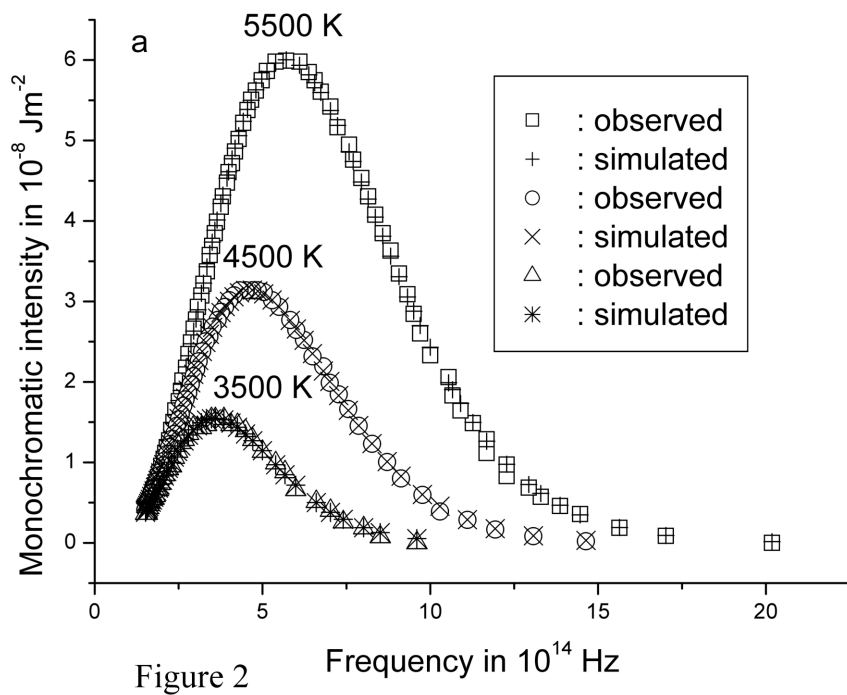 a
5500 K
4500 K
3500 K
: observed
: simulated
: observed
: simulated
: observed
: simulated
Monochromatic intensity in 10⁻⁸ Jm⁻²
6
5
4
3
2
1
0
0
5
10
15
20
Frequency in 10¹⁴ Hz
Figure 2